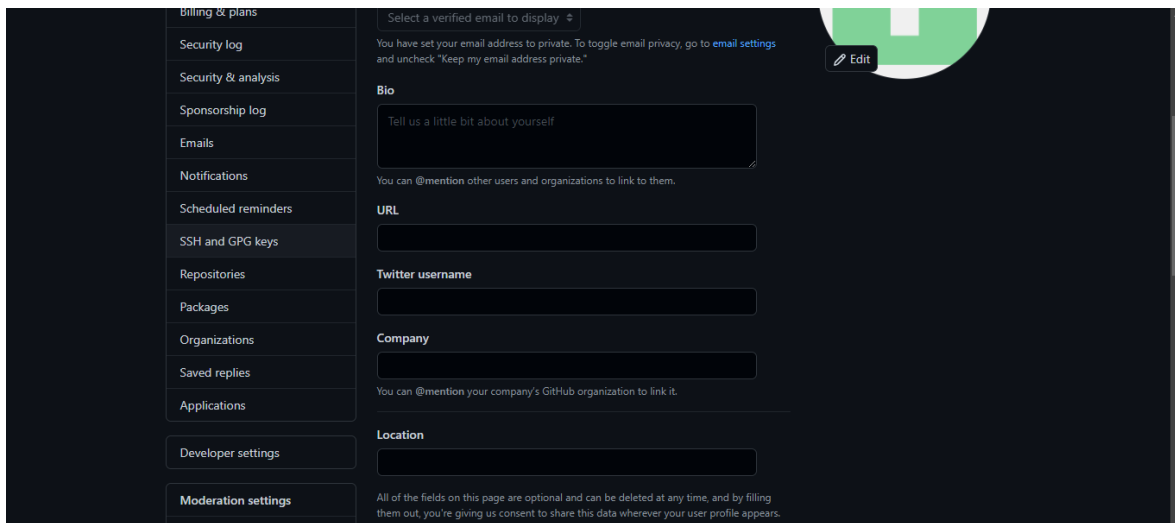 Billing & plans
Security log
Security & analysis
Sponsorship log
Emails
Notifications
Scheduled reminders
SSH and GPG keys
Repositories
Packages
Organizations
Saved replies
Applications
Developer settings
Moderation settings
Select a verified email to display
You have set your email address to private. To toggle email privacy, go to email settings
and uncheck "Keep my email address private."
Bio
Tell us a little bit about yourself
You can @mention other users and organizations to link to them.
URL
Twitter username
Company
You can @mention your company's GitHub organization to link it.
Location
All of the fields on this page are optional and can be deleted at any time, and by filling
them out, you're giving us consent to share this data wherever your user profile appears.
Edit